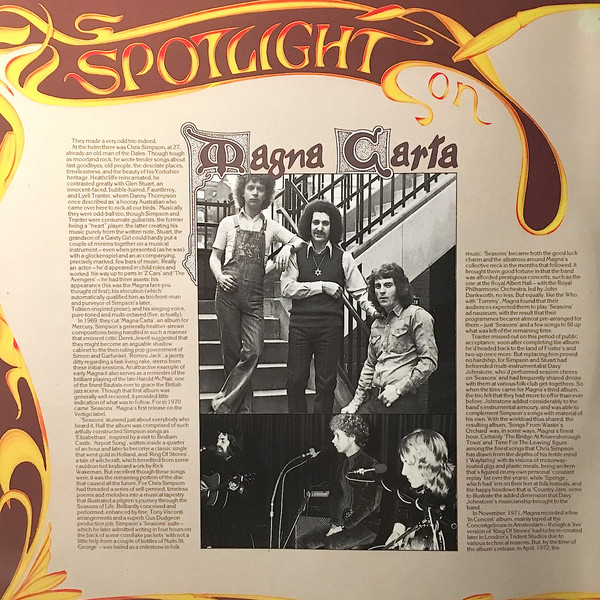 SPOTLIGHT
on
Magna Carta
They made a very odd trio indeed.
At the helm there was Chris Simpson, at 27,
already an old man of the Dales. Though tough
as moorland rock, he wrote tender songs about
last goodbyes, old people, the desolate places,
timelessness, and the beauty of his Yorkshire
heritage. Heathcliffe reincarnated, he
contrasted greatly with Glen Stuart, an
innocent-faced, bubble-haired, Fauntleroy,
and Lyell Tranter, whom Danny Thompson
once described as 'a hooray Australian who
came over here to nick all our birds.' Musically
they were odd-ball too, though Simpson and
Tranter were consumate guitarists, the former
being a "heart" player, the latter creating his
music purely from the written note. Stuart, the
grandson of a Gaiety Girl could hardly put a
couple of minims together on a musical
instrument – even when presented (as he was)
with a glockenspiel and an accompanying,
precisely marked, few bars of music. Really
an actor – he'd appeared in child roles and
worked his way up to parts in 'Z Cars' and 'The
Avengers' – he had three assets: his
appearance (his was the Magna face you
thought of first); his elocution (which
automatically qualified him as trio front-man
and purveyor of Simpson's later,
Tolkien-inspired prose); and his singing voice,
pure-toned and multi-octaved (five, actually).
In 1969, they cut 'Magna Carta', an album for
Mercury, Simpson's generally heather-strewn
compositions being handled in such a manner
that eminent critic Derek Jewell suggested that
they might become an arguable shadow
cabinet to the then ruling pop government of
Simon and Garfunkel. 'Romeo Jack', a jaunty
ditty regarding a last-living rake, stems from
these initial sessions. An attractive example of
early Magna it also serves as a reminder of the
brilliant playing of the late Harold McNair, one
of the finest flautists ever to grace the British
jazz scene. Though that first album was
generally well received, it provided little
indication of what was to follow. For in 1970
came 'Seasons', Magna's first release on the
Vertigo label.
'Seasons' stunned just about everybody who
heard it. Half the album was comprised of such
artfully constructed Simpson songs as
'Elizabethan', inspired by a visit to Bodiam
Castle, 'Airport Song', written inside a quarter
of an hour and later to become a classic single
that went gold in Holland; and 'Ring Of Stones',
a tale of witchcraft, which benefitted from some
cauldron hot keyboard work by Rick
Wakeman. But excellent though these songs
were, it was the remaining portion of the disc
that caused all the furore. For Chris Simpson
had threaded a series of self-penned, timeless
poems and melodies into a musical tapestry
that illustrated a pilgrim's journey through the
Seasons of Life. Brilliantly conceived and
performed, enhanced by fine, Tony Visconti
arrangements and a superb Gus Dudgeon
production job, Simpson's 'Seasons' suite –
which he later admitted writing in four hours on
the back of some cornflake packets 'with not a
little help from a couple of bottles of Nuits St.
George' – was hailed as a milestone in folk
music. 'Seasons' became both the good luck
charm and the albatross around Magna's
collective neck in the months that followed. It
brought them good fortune in that the band
was afforded prestigious concerts, such as the
one at the Royal Albert Hall – with the Royal
Philharmonic Orchestra, led by John
Dankworth, no less. But equally, like the Who
with 'Tommy', Magna found that their
audiences expected them to play 'Seasons'
ad nauseum, with the result that their
programmes became almost pre-arranged for
them – just 'Seasons' and a few songs to fill up
what was left of the remaining time.
Tranter missed out on this period of public
acceptance, soon after completing the album
he'd headed back to the land of Foster's and
two-up once more. But replacing him proved
no hardship, for Simpson and Stuart had
befriended multi-instrumentalist Davy
Johnstone, who'd performed session chores
on 'Seasons' and had frequently shared drinks
with them at various folk club get-togethers. So
when the time came for Magna's third album,
the trio felt that they had more to offer than ever
before. Johnstone added considerably to the
band's instrumental armoury, and was able to
complement Simpson's songs with material of
his own. With the workload thus shared, the
resulting album, 'Songs From Wastie's
Orchard' was, in some ways, Magna's finest
hour. Certainly 'The Bridge At Knaresborough
Town' and 'Time For The Leaving' figure
among the finest songs that Chris Simpson
has drawn from the depths of his fertile mind
('Wayfaring' with its visions of motorway-
routed gigs and plastic meals, being an item
that's figured on my own personal 'constant
replay' list over the years), while 'Sponge',
which had 'em on their feet at folk festivals, and
the happy hoedown that is 'Country Jam' serve
to illustrate the added dimension that Davy
Johnstone's musicianship brought to the
band.
In November, 1971, Magna recorded a fine
'In Concert' album, mainly taped at the
Concertgebouw in Amsterdam – though a 'live'
version of 'Ring Of Stones' had to be re-created
later in London's Trident Studios due to
various technical reasons. But, by the time of
the album's release, in April, 1972, the